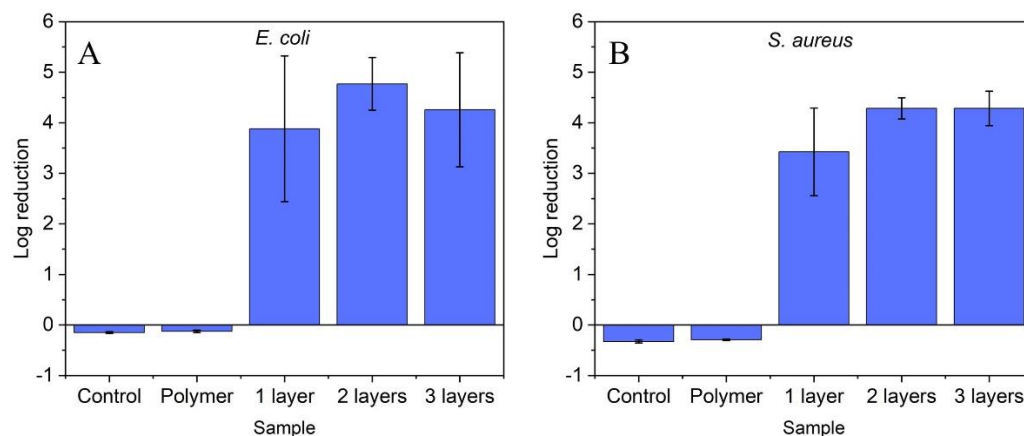 A
E. coli
Log reduction
6
5
4
3
2
1
0
-1
Control Polymer 1 layer 2 layers 3 layers
Sample
B
S. aureus
Log reduction
6
5
4
3
2
1
0
-1
Control Polymer 1 layer 2 layers 3 layers
Sample